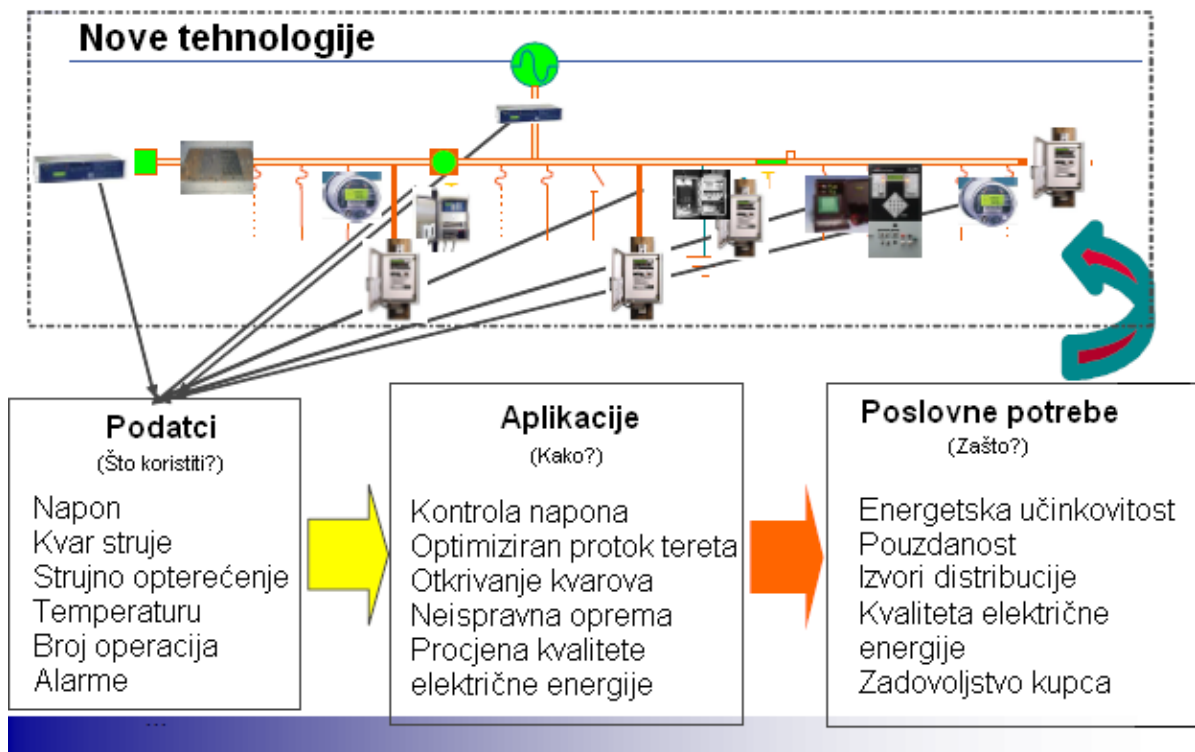 Nove tehnologije
Podatci
(Što koristiti?)
Napon
Kvar struje
Strujno opterećenje
Temperaturu
Broj operacija
Alarme
...
Aplikacije
(Kako?)
Kontrola napona
Optimiziran protok tereta
Otkrivanje kvarova
Neispravna oprema
Procjena kvalitete
električne energije
Poslovne potrebe
(Zašto?)
Energetska učinkovitost
Pouzdanost
Izvori distribucije
Kvaliteta električne
energije
Zadovoljstvo kupca